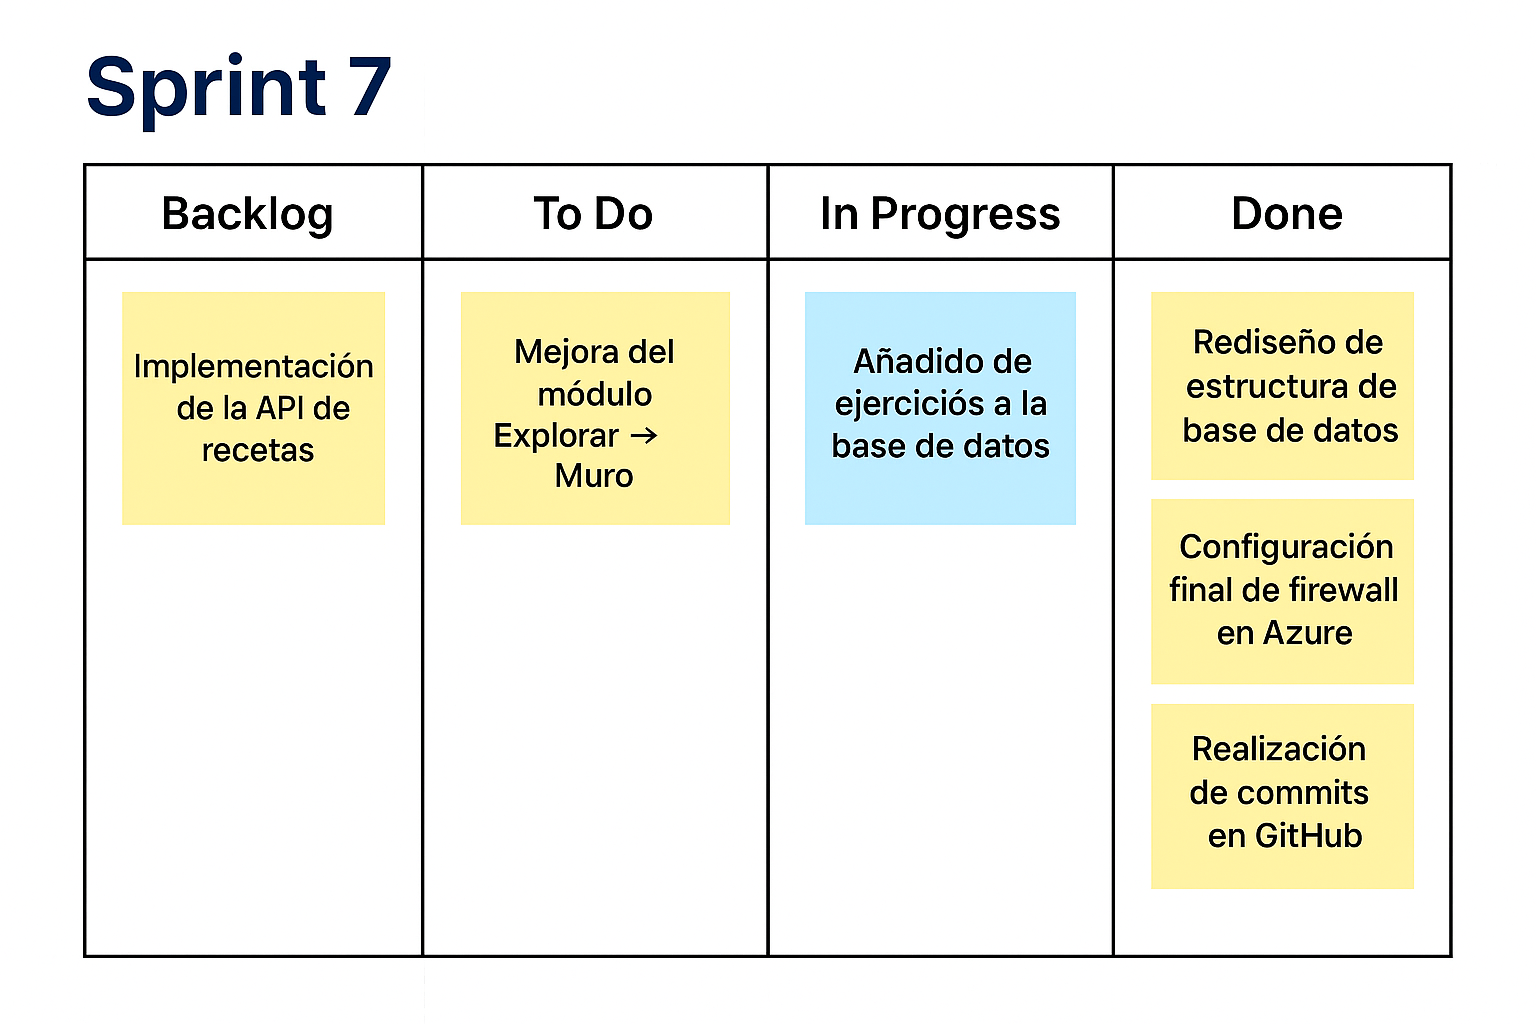 Sprint 7
Backlog
To Do
In Progress
Done
Implementación
de la API de
recetas
Mejora del
módulo
Explorar →
Muro
Añadido de
ejerciciós a la
base de datos
Rediseño de
estructura de
base de datos
Configuración
final de firewall
en Azure
Realización
de commits
en GitHub